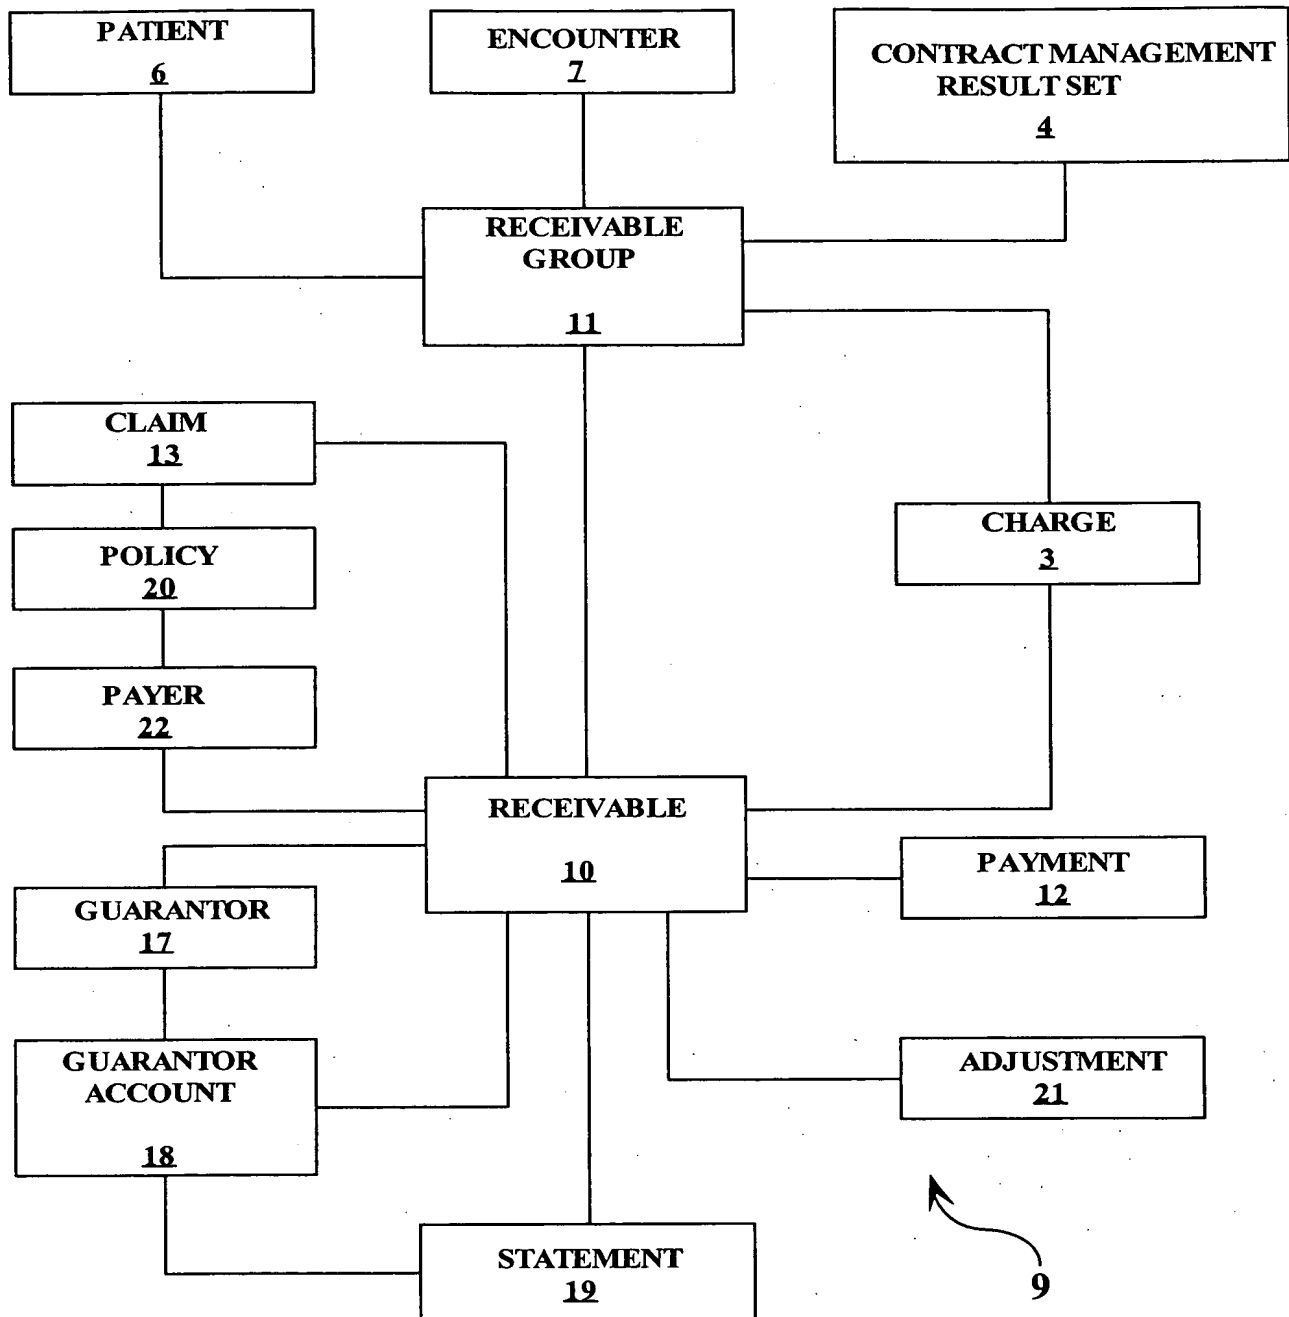 PATIENT
6
ENCOUNTER
7
CONTRACT MANAGEMENT
RESULT SET
4
RECEIVABLE
GROUP
11
CLAIM
13
POLICY
20
CHARGE
3
PAYER
22
RECEIVABLE
10
PAYMENT
12
GUARANTOR
17
GUARANTOR
ACCOUNT
18
ADJUSTMENT
21
STATEMENT
19
9